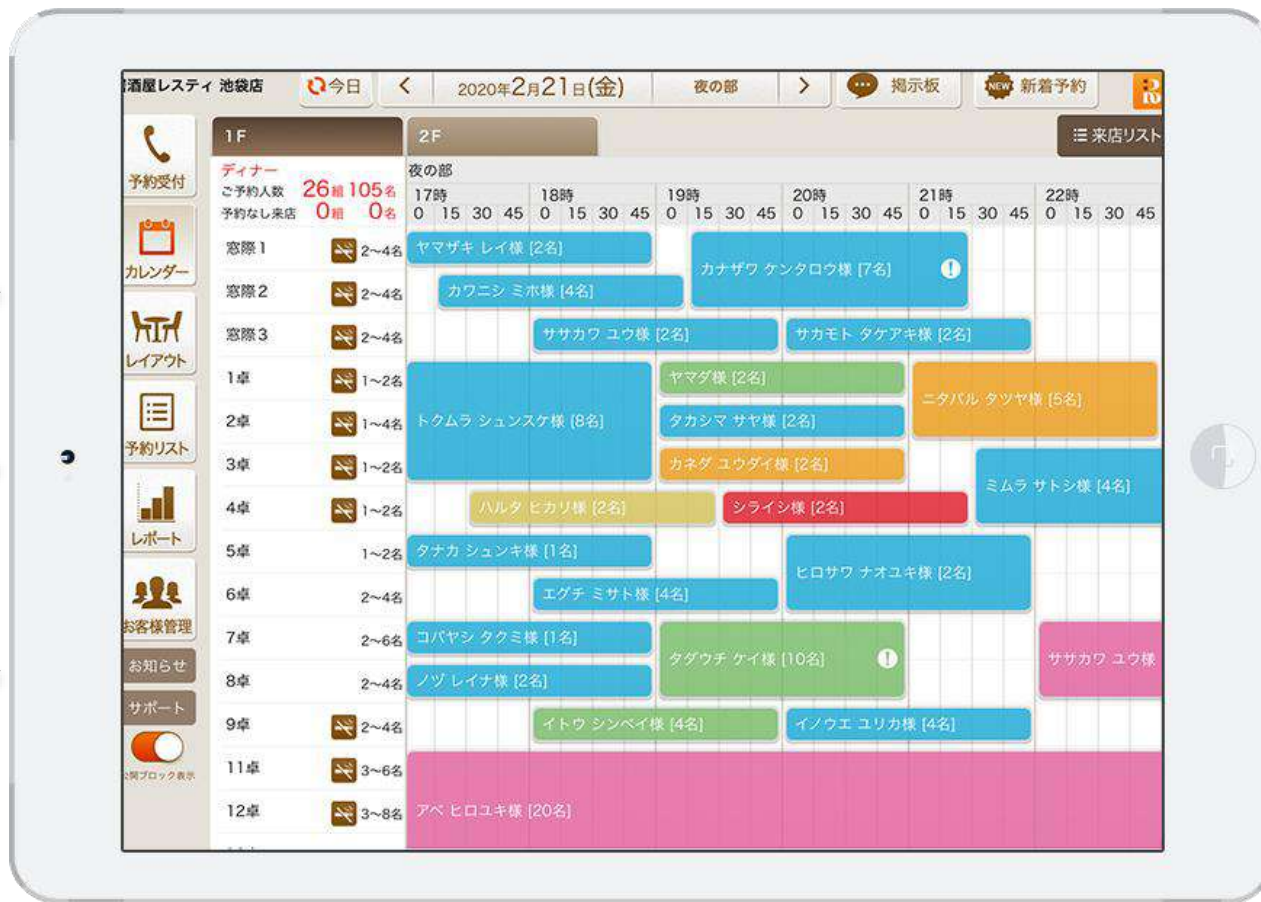 酒屋レスティ 池袋店 今日 < 2020年2月21日(金) 夜の部 > 掲示板 NEW 新着予約
1F 2F 来店リスト
予約受付
カレンダー
レイアウト
予約リスト
レポート
お客様管理
お知らせ
サポート
公開ブロック表示
ディナー 夜の部
ご予約人数 26組 105名
予約なし来店 0組 0名
17時 18時 19時 20時 21時 22時
0 15 30 45 0 15 30 45 0 15 30 45 0 15 30 45 0 15 30 45 0 15 30 45
窓際1 2~4名 ヤマザキ レイ様 [2名] カナザワ ケンタロウ様 [7名]
窓際2 2~4名 カワニシ ミホ様 [4名]
窓際3 2~4名 ササカワ ユウ様 [2名] サカモト タケアキ様 [2名]
1卓 1~2名 ヤマダ様 [2名] ニタバル タツヤ様 [5名]
2卓 1~4名 トクムラ シュンスケ様 [8名] タカシマ サヤ様 [2名]
3卓 1~2名 カネダ ユウダイ様 [2名] ミムラ サトシ様 [4名]
4卓 1~2名 ハルタ ヒカリ様 [2名] シライシ様 [2名]
5卓 1~2名 タナカ シュンキ様 [1名] ヒロサワ ナオユキ様 [2名]
6卓 2~4名 エグチ ミサト様 [4名]
7卓 2~6名 コバヤシ タクミ様 [1名] タダウチ ケイ様 [10名] ササカワ ユウ様
8卓 2~4名 ノヅ レイナ様 [2名]
9卓 2~4名 イトウ シンペイ様 [4名] イノウエ ユリカ様 [4名]
11卓 3~6名
12卓 3~8名 アベ ヒロユキ様 [20名]